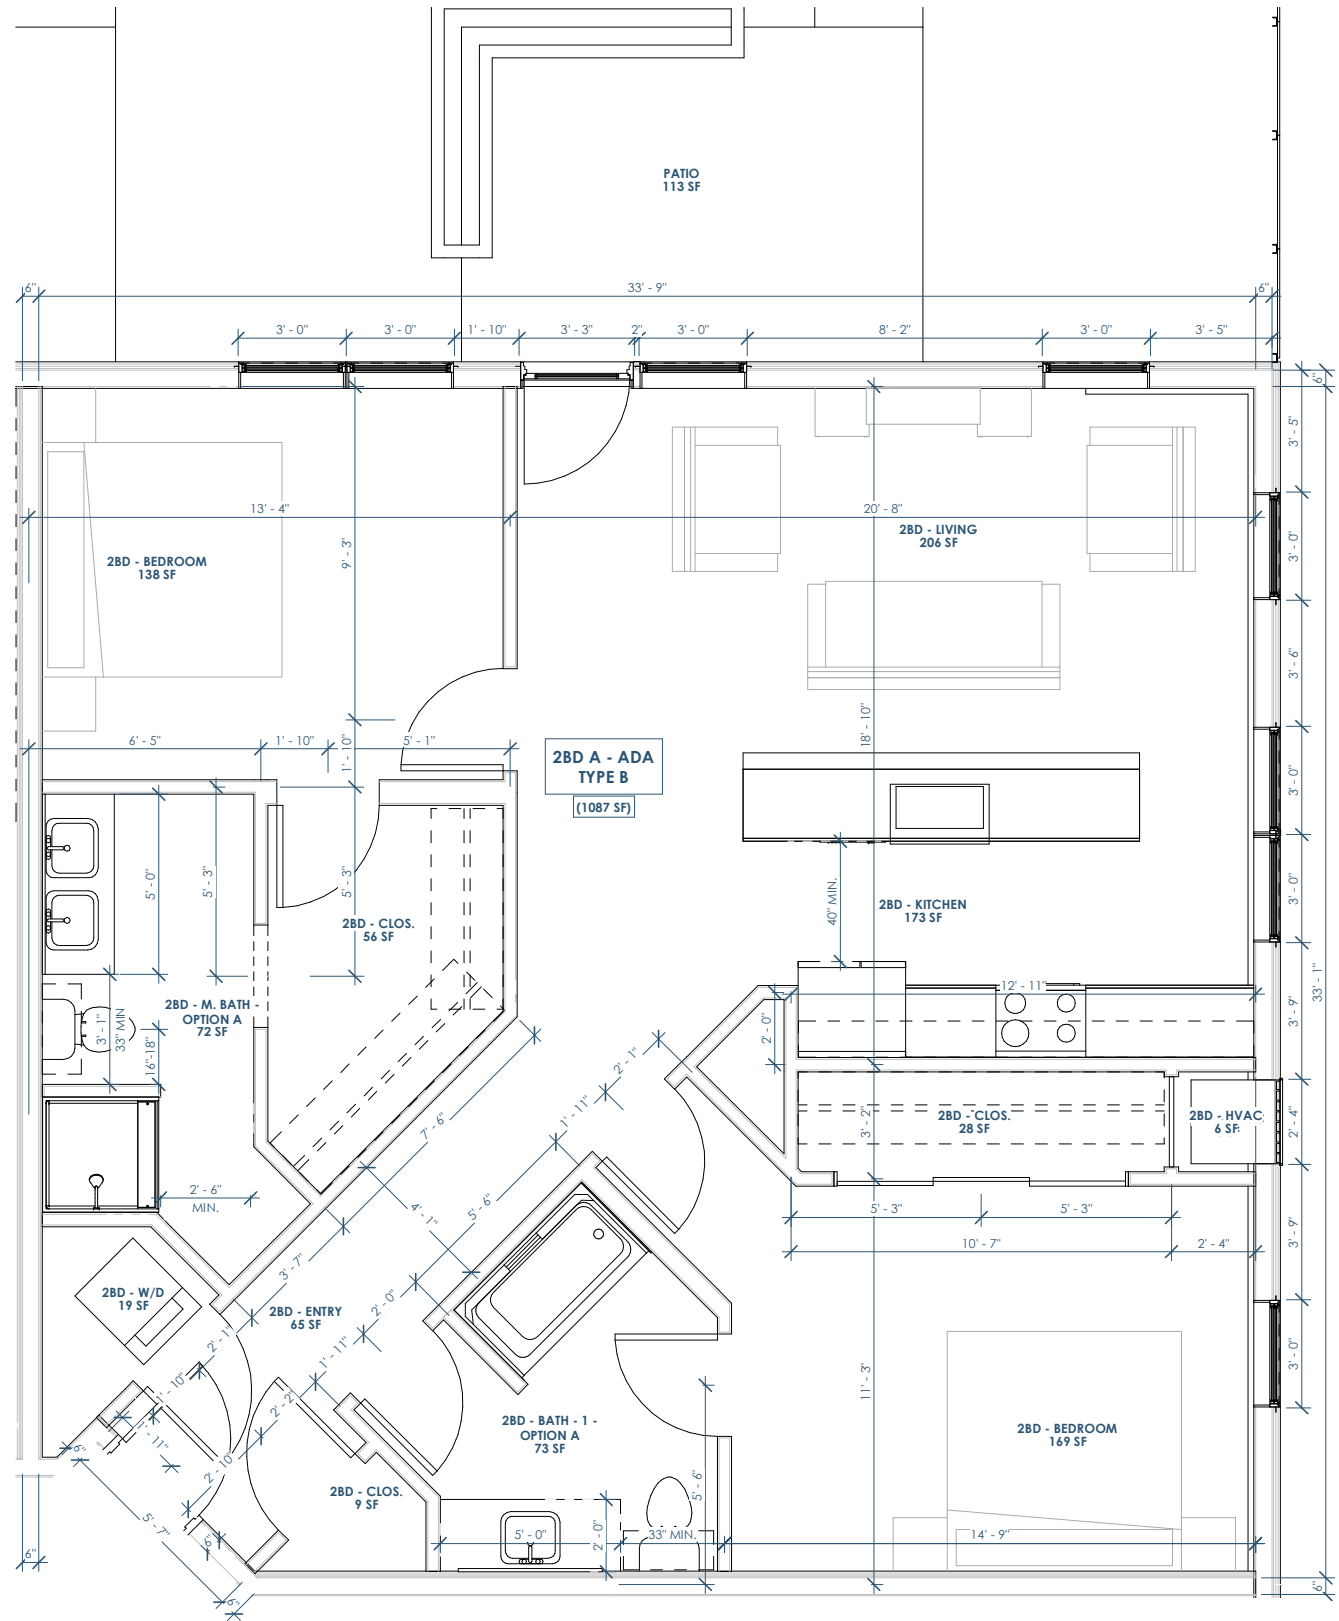 PATIO
113 SF
6"
33' - 9"
6"
3' - 0"
3' - 0"
1' - 10"
3' - 3"
2"
3' - 0"
8' - 2"
3' - 0"
3' - 5"
6"
3' - 5"
13' - 4"
20' - 8"
2BD - LIVING
206 SF
9' - 3"
3' - 0"
2BD - BEDROOM
138 SF
3' - 6"
18' - 10"
6' - 5"
1' - 10"
5' - 1"
1' - 10"
2BD A - ADA
TYPE B
(1087 SF)
3' - 0"
5' - 0"
5' - 3"
5' - 3"
40" MIN.
3' - 0"
2BD - CLOS.
56 SF
2BD - KITCHEN
173 SF
33' - 1"
12' - 11"
3' - 9"
2BD - M. BATH -
OPTION A
72 SF
3' - 1"
33" MIN
16"-18"
2' - 0"
2' - 1"
1' - 11"
7' - 6"
3' - 2"
2BD - CLOS.
28 SF
2BD - HVAC
6 SF
2' - 4"
2' - 6"
MIN.
4' - 1"
5' - 6"
5' - 3"
5' - 3"
10' - 7"
2' - 4"
3' - 9"
3' - 7"
2BD - W/D
19 SF
2BD - ENTRY
65 SF
2' - 0"
2' - 1"
1' - 11"
3' - 0"
1' - 10"
2' - 2"
11' - 3"
2BD - BATH - 1 -
OPTION A
73 SF
2BD - BEDROOM
169 SF
6"
2' - 10"
2BD - CLOS.
9 SF
5' - 6"
5' - 7"
6"
5' - 0"
2' - 0"
33" MIN.
14' - 9"
6"
6"
6"